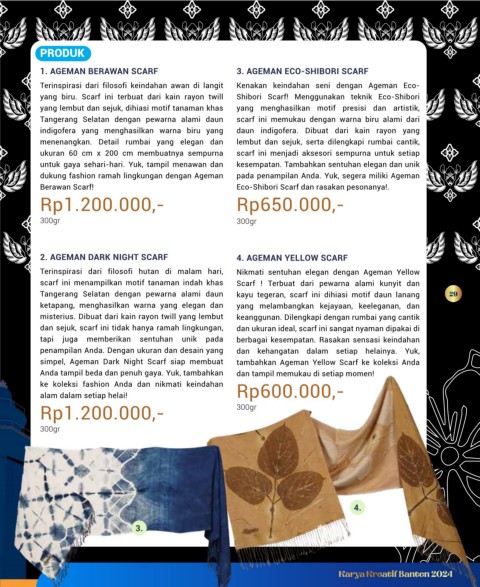 PRODUK
1. AGEMAN BERAWAN SCARF
Terinspirasi dari filosofi keindahan awan di langit
yang biru. Scarf ini terbuat dari kain rayon twill
yang lembut dan sejuk, dihiasi motif tanaman khas
Tangerang Selatan dengan pewarna alami daun
indigofera yang menghasilkan warna biru yang
menenangkan. Detail rumbai yang elegan dan
ukuran 60 cm x 200 cm membuatnya sempurna
untuk gaya sehari-hari. Yuk, tampil menawan dan
dukung fashion ramah lingkungan dengan Ageman
Berawan Scarf!
Rp1.200.000,-
300gr
2. AGEMAN DARK NIGHT SCARF
Terinspirasi dari filosofi hutan di malam hari,
scarf ini menampilkan motif tanaman indah khas
Tangerang Selatan dengan pewarna alami daun
ketapang, menghasilkan warna yang elegan dan
misterius. Dibuat dari kain rayon twill yang lembut
dan sejuk, scarf ini tidak hanya ramah lingkungan,
tapi juga memberikan sentuhan unik pada
penampilan Anda. Dengan ukuran dan desain yang
simpel, Ageman Dark Night Scarf siap membuat
Anda tampil beda dan penuh gaya. Yuk, tambahkan
ke koleksi fashion Anda dan nikmati keindahan
alam dalam setiap helai!
Rp1.200.000,-
300gr
3. AGEMAN ECO-SHIBORI SCARF
Kenakan keindahan seni dengan Ageman Eco-
Shibori Scarf! Menggunakan teknik Eco-Shibori
yang menghasilkan motif presisi dan artistik,
scarf ini memukau dengan warna biru alami dari
daun indigofera. Dibuat dari kain rayon yang
lembut dan sejuk, serta dilengkapi rumbai cantik,
scarf ini menjadi aksesori sempurna untuk setiap
kesempatan. Tambahkan sentuhan elegan dan unik
pada penampilan Anda. Yuk, segera miliki Ageman
Eco-Shibori Scarf dan rasakan pesonanya!.
Rp650.000,-
300gr
4. AGEMAN YELLOW SCARF
Nikmati sentuhan elegan dengan Ageman Yellow
Scarf ! Terbuat dari pewarna alami kunyit dan
kayu tegeran, scarf ini dihiasi motif daun lanang
yang melambangkan kejayaan, keeleganan, dan
keanggunan. Dilengkapi dengan rumbai yang cantik
dan ukuran ideal, scarf ini sangat nyaman dipakai di
berbagai kesempatan. Rasakan sensasi keindahan
dan kehangatan dalam setiap helainya. Yuk,
tambahkan Ageman Yellow Scarf ke koleksi Anda
dan tampil memukau di setiap momen!
Rp600.000,-
300gr
29
3.
4.
Karya Kreatif Banten 2024